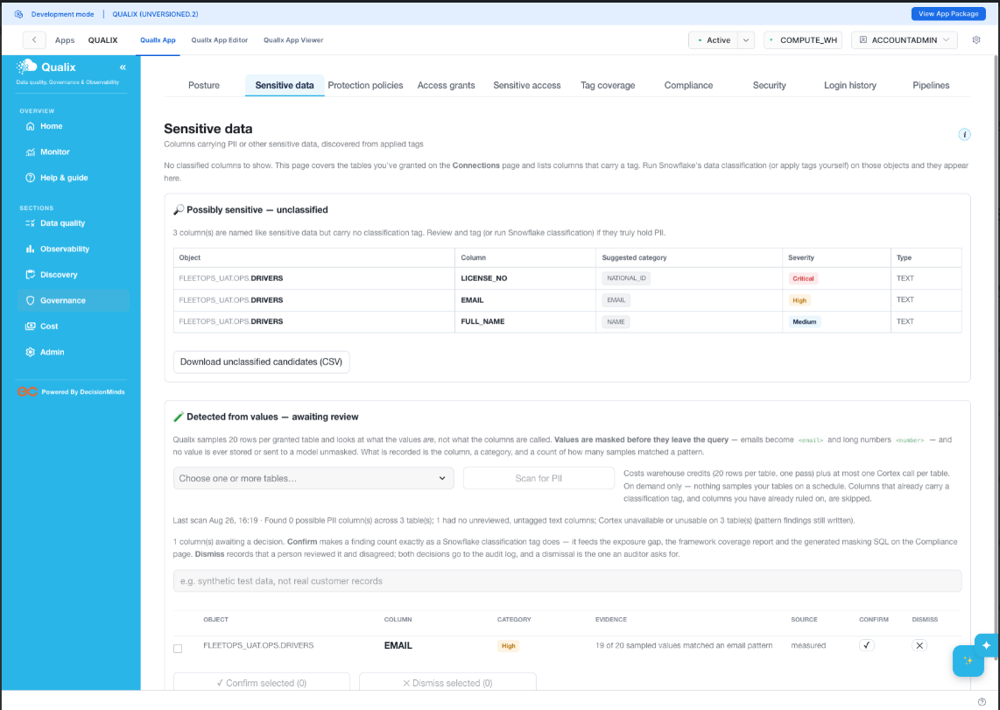 Development mode | QUALIX (UNVERSIONED.2) View App Package
Apps QUALIX Qualix App Qualix App Editor Qualix App Viewer Active COMPUTE_WH ACCOUNTADMIN
Qualix «
Data quality, Governance & Observability
OVERVIEW
Home
Monitor
Help & guide
SECTIONS
Data quality
Observability
Discovery
Governance
Cost
Admin
Powered By DecisionMinds
Posture Sensitive data Protection policies Access grants Sensitive access Tag coverage Compliance Security Login history Pipelines
Sensitive data
Columns carrying PII or other sensitive data, discovered from applied tags
No classified columns to show. This page covers the tables you've granted on the Connections page and lists columns that carry a tag. Run Snowflake's data classification (or apply tags yourself) on those objects and they appear
here.
Possibly sensitive — unclassified
3 column(s) are named like sensitive data but carry no classification tag. Review and tag (or run Snowflake classification) if they truly hold PII.
Object Column Suggested category Severity Type
FLEETOPS_UAT.OPS.DRIVERS LICENSE_NO NATIONAL_ID Critical TEXT
FLEETOPS_UAT.OPS.DRIVERS EMAIL EMAIL High TEXT
FLEETOPS_UAT.OPS.DRIVERS FULL_NAME NAME Medium TEXT
Download unclassified candidates (CSV)
Detected from values — awaiting review
Qualix samples 20 rows per granted table and looks at what the values are, not what the columns are called. Values are masked before they leave the query — emails become <email> and long numbers <number> — and
no value is ever stored or sent to a model unmasked. What is recorded is the column, a category, and a count of how many samples matched a pattern.
Choose one or more tables...
Scan for PII
Costs warehouse credits (20 rows per table, one pass) plus at most one Cortex call per table.
On demand only — nothing samples your tables on a schedule. Columns that already carry a
classification tag, and columns you have already ruled on, are skipped.
Last scan Aug 26, 16:19 · Found 0 possible PII column(s) across 3 table(s); 1 had no unreviewed, untagged text columns; Cortex unavailable or unusable on 3 table(s) (pattern findings still written).
1 column(s) awaiting a decision. Confirm makes a finding count exactly as a Snowflake classification tag does — it feeds the exposure gap, the framework coverage report and the generated masking SQL on the Compliance
page. Dismiss records that a person reviewed it and disagreed; both decisions go to the audit log, and a dismissal is the one an auditor asks for.
e.g. synthetic test data, not real customer records
OBJECT COLUMN CATEGORY EVIDENCE SOURCE CONFIRM DISMISS
FLEETOPS_UAT.OPS.DRIVERS EMAIL High 19 of 20 sampled values matched an email pattern measured ✓ ✕
✓ Confirm selected (0) ✕ Dismiss selected (0)